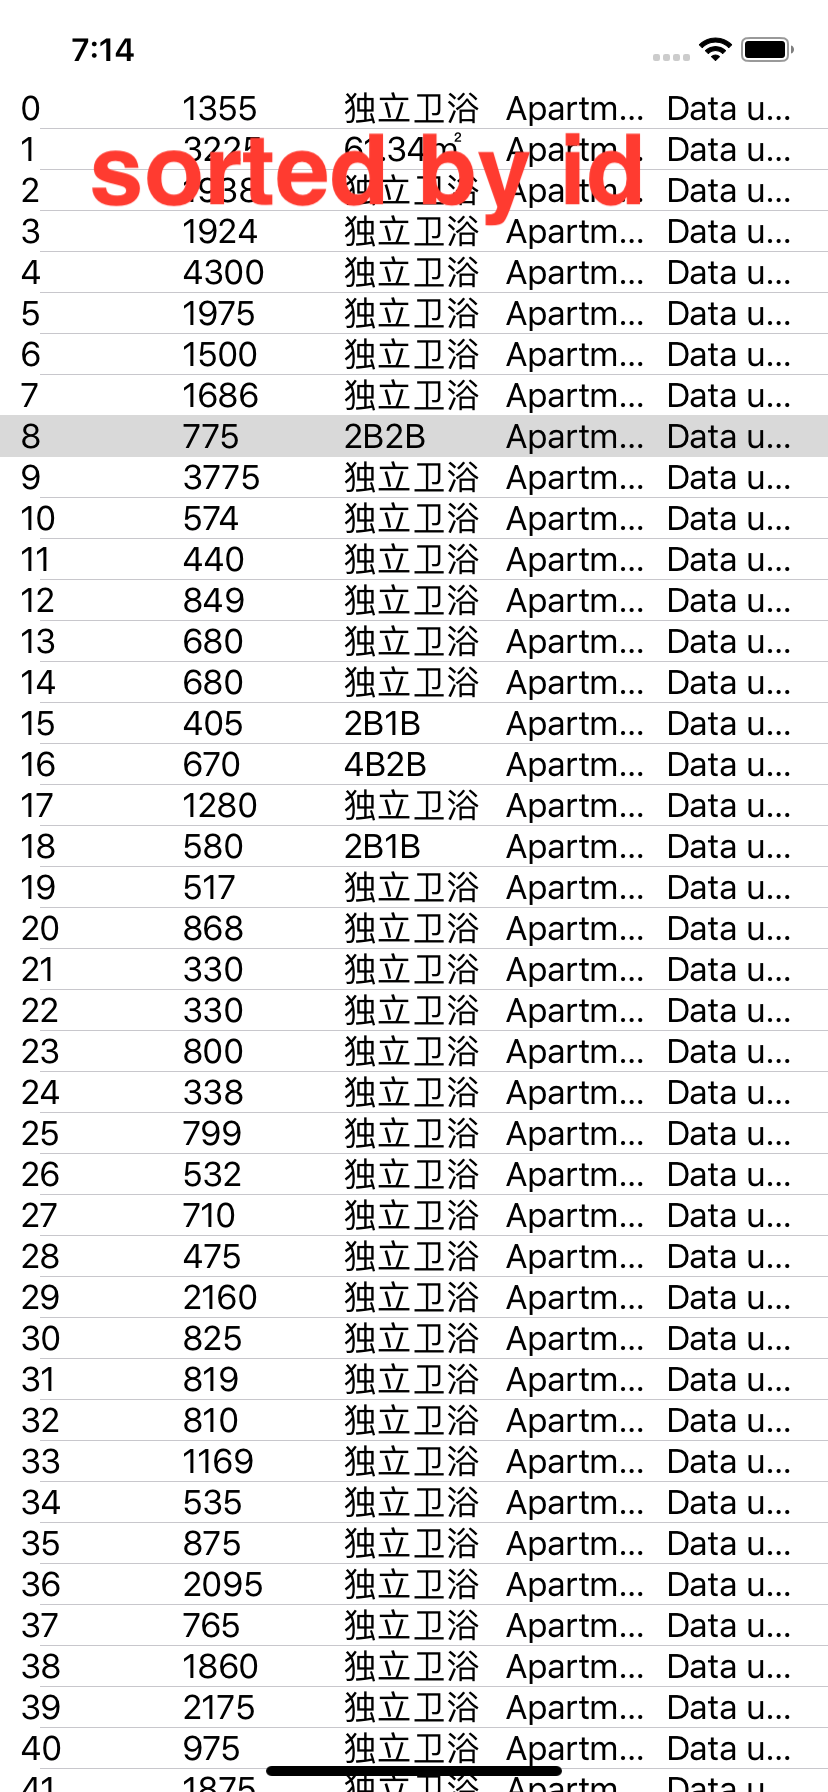 7:14
0 1355 独立卫浴 Apartm... Data u...
1 3225 61.34㎡ Apartm... Data u...
sorted by id
2 1938 独立卫浴 Apartm... Data u...
3 1924 独立卫浴 Apartm... Data u...
4 4300 独立卫浴 Apartm... Data u...
5 1975 独立卫浴 Apartm... Data u...
6 1500 独立卫浴 Apartm... Data u...
7 1686 独立卫浴 Apartm... Data u...
8 775 2B2B Apartm... Data u...
9 3775 独立卫浴 Apartm... Data u...
10 574 独立卫浴 Apartm... Data u...
11 440 独立卫浴 Apartm... Data u...
12 849 独立卫浴 Apartm... Data u...
13 680 独立卫浴 Apartm... Data u...
14 680 独立卫浴 Apartm... Data u...
15 405 2B1B Apartm... Data u...
16 670 4B2B Apartm... Data u...
17 1280 独立卫浴 Apartm... Data u...
18 580 2B1B Apartm... Data u...
19 517 独立卫浴 Apartm... Data u...
20 868 独立卫浴 Apartm... Data u...
21 330 独立卫浴 Apartm... Data u...
22 330 独立卫浴 Apartm... Data u...
23 800 独立卫浴 Apartm... Data u...
24 338 独立卫浴 Apartm... Data u...
25 799 独立卫浴 Apartm... Data u...
26 532 独立卫浴 Apartm... Data u...
27 710 独立卫浴 Apartm... Data u...
28 475 独立卫浴 Apartm... Data u...
29 2160 独立卫浴 Apartm... Data u...
30 825 独立卫浴 Apartm... Data u...
31 819 独立卫浴 Apartm... Data u...
32 810 独立卫浴 Apartm... Data u...
33 1169 独立卫浴 Apartm... Data u...
34 535 独立卫浴 Apartm... Data u...
35 875 独立卫浴 Apartm... Data u...
36 2095 独立卫浴 Apartm... Data u...
37 765 独立卫浴 Apartm... Data u...
38 1860 独立卫浴 Apartm... Data u...
39 2175 独立卫浴 Apartm... Data u...
40 975 独立卫浴 Apartm... Data u...
41 1875 独立卫浴 Apartm... Data u...